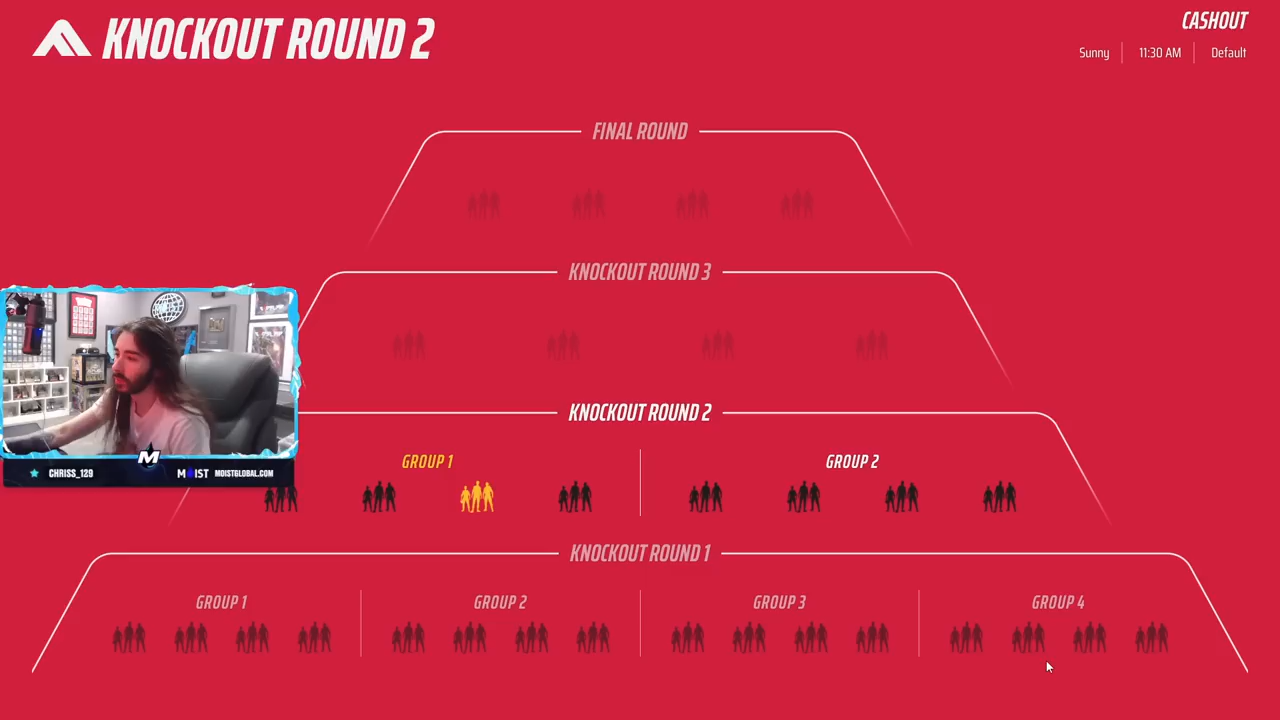 KNOCKOUT ROUND 2
CASHOUT
Sunny
11:30 AM
Default
FINAL ROUND
KNOCKOUT ROUND 3
KNOCKOUT ROUND 2
GROUP 1
GROUP 2
M
CHRISS_129
MOIST
MOISTGLOBAL.COM
KNOCKOUT ROUND 1
GROUP 1
GROUP 2
GROUP 3
GROUP 4